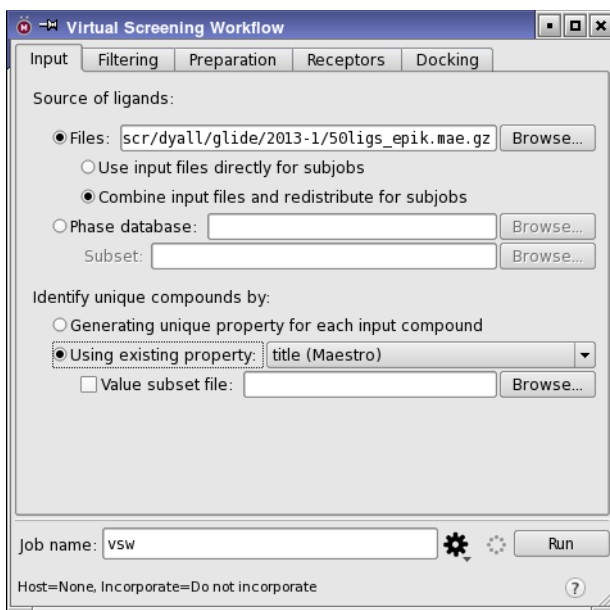 Virtual Screening Workflow
Input Filtering Preparation Receptors Docking
Source of ligands:
Files: scr/dyall/glide/2013-1/50ligs_epik.mae.gz Browse...
Use input files directly for subjobs
Combine input files and redistribute for subjobs
Phase database: Browse...
Subset: Browse...
Identify unique compounds by:
Generating unique property for each input compound
Using existing property: title (Maestro)
Value subset file: Browse...
Job name: vsw Run
Host=None, Incorporate=Do not incorporate ?